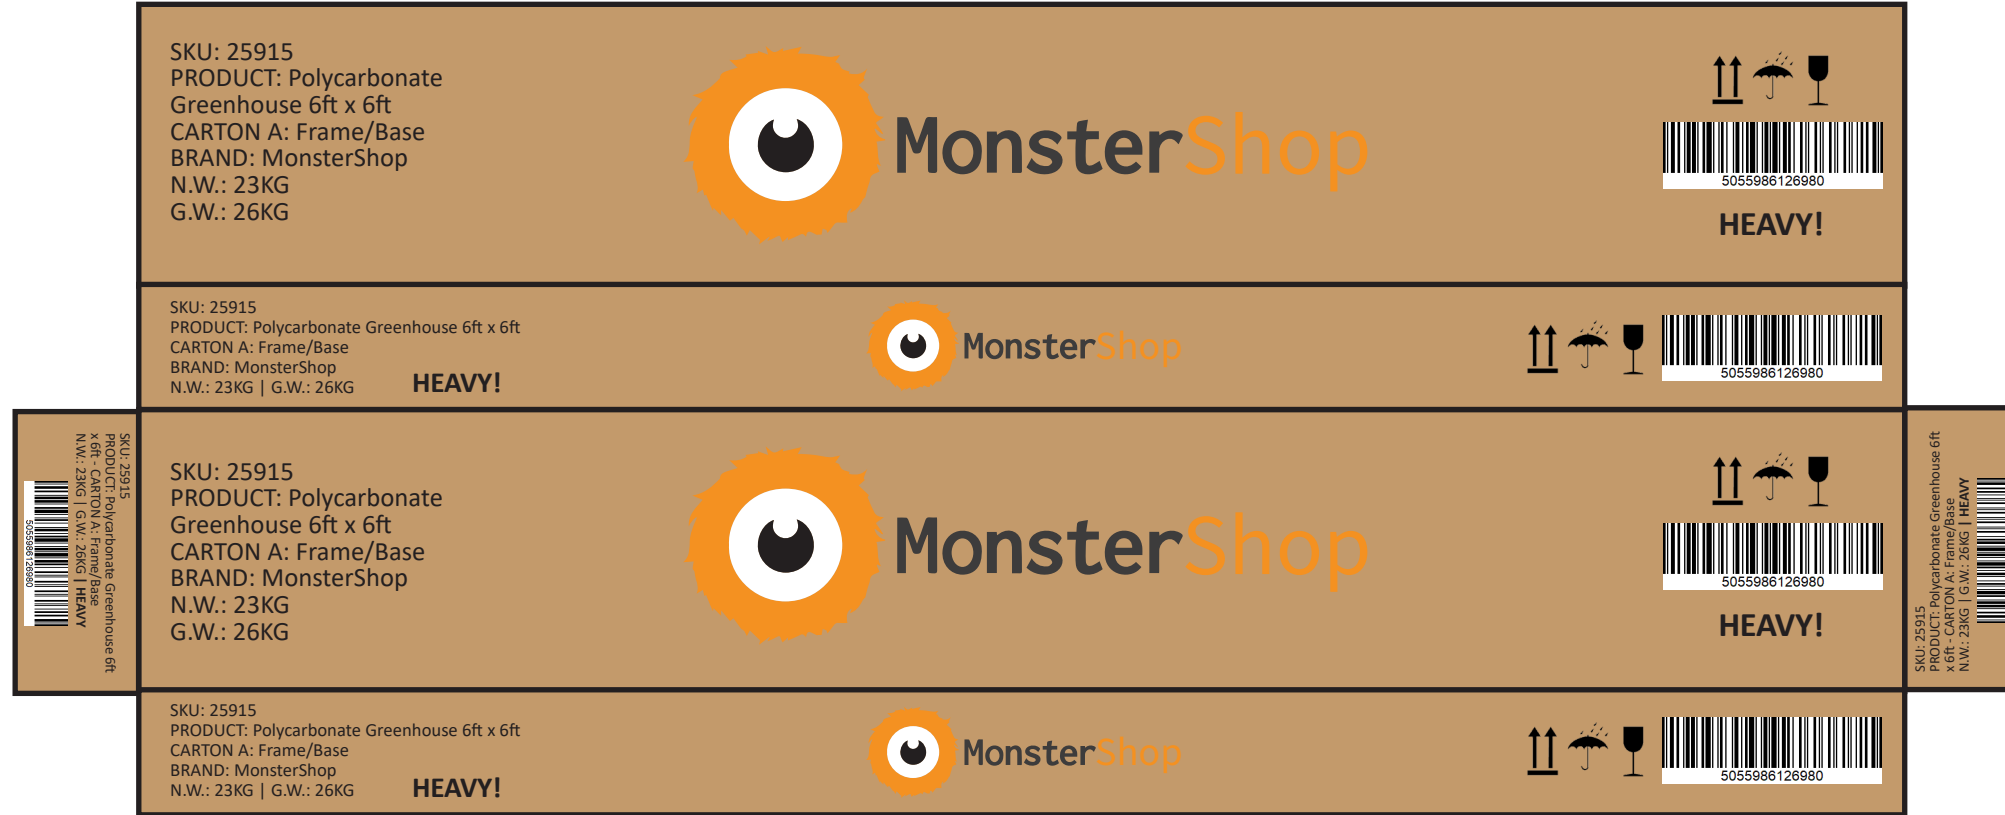 SKU: 25915
PRODUCT: Polycarbonate
Greenhouse 6ft x 6ft
CARTON A: Frame/Base
BRAND: MonsterShop
N.W.: 23KG
G.W.: 26KG
MonsterShop
5055986126980
HEAVY!
SKU: 25915
PRODUCT: Polycarbonate Greenhouse 6ft x 6ft
CARTON A: Frame/Base
BRAND: MonsterShop
N.W.: 23KG | G.W.: 26KG HEAVY!
MonsterShop
5055986126980
SKU: 25915
PRODUCT: Polycarbonate Greenhouse 6ft
x 6ft - CARTON A: Frame/Base
N.W.: 23KG | G.W.: 26KG | HEAVY
5055986126980
SKU: 25915
PRODUCT: Polycarbonate
Greenhouse 6ft x 6ft
CARTON A: Frame/Base
BRAND: MonsterShop
N.W.: 23KG
G.W.: 26KG
MonsterShop
5055986126980
HEAVY!
SKU: 25915
PRODUCT: Polycarbonate Greenhouse 6ft
x 6ft - CARTON A: Frame/Base
N.W.: 23KG | G.W.: 26KG | HEAVY
SKU: 25915
PRODUCT: Polycarbonate Greenhouse 6ft x 6ft
CARTON A: Frame/Base
BRAND: MonsterShop
N.W.: 23KG | G.W.: 26KG HEAVY!
MonsterShop
5055986126980